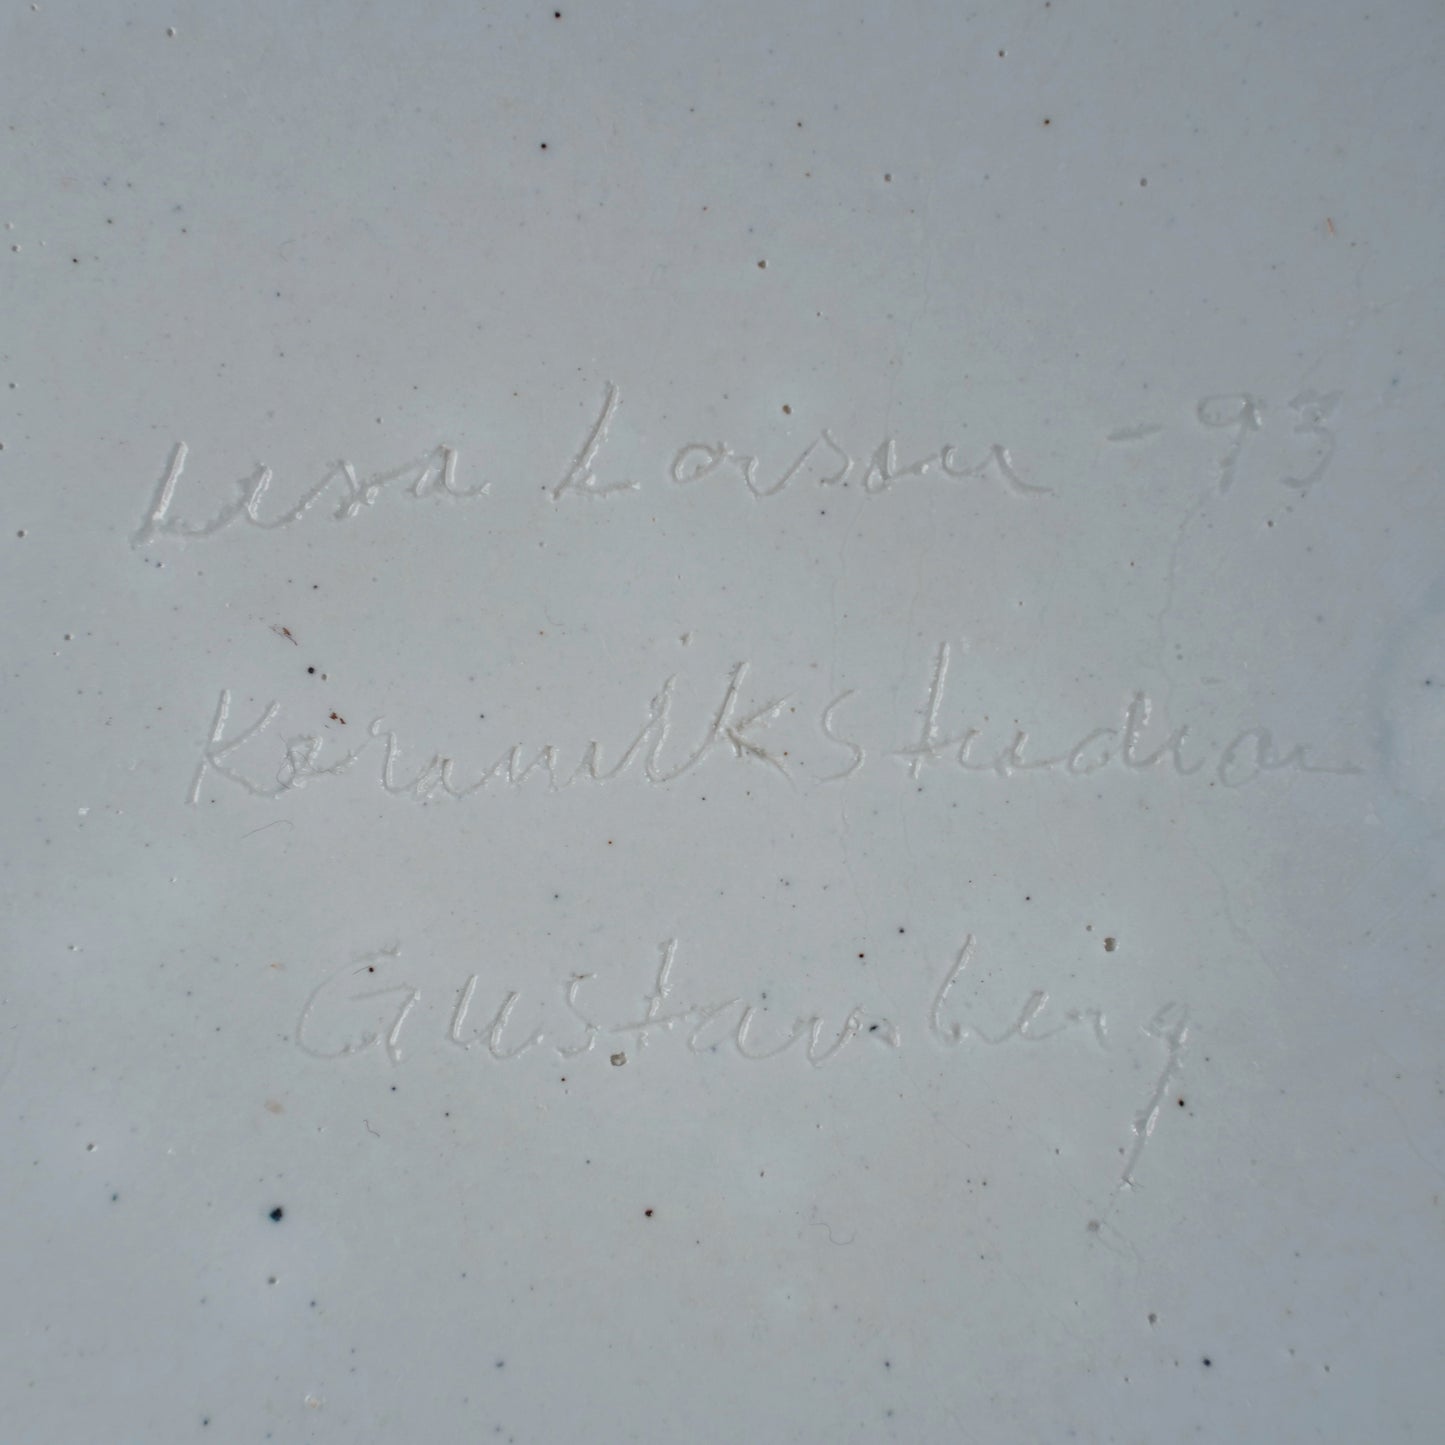 Lisa Larson - 93
Keramikstudion
Gustavsberg